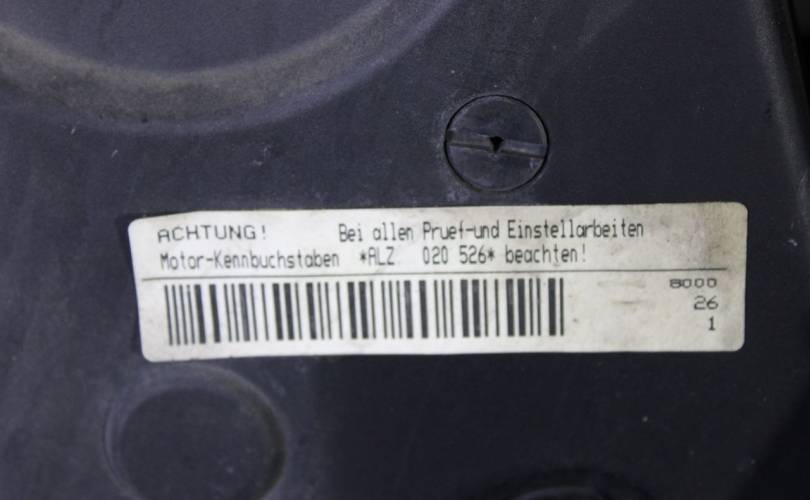 ACHTUNG! Bei allen Pruef-und Einstellarbeiten
Motor-Kennbuchstaben *ALZ 020 526* beachten!
8000
26
1